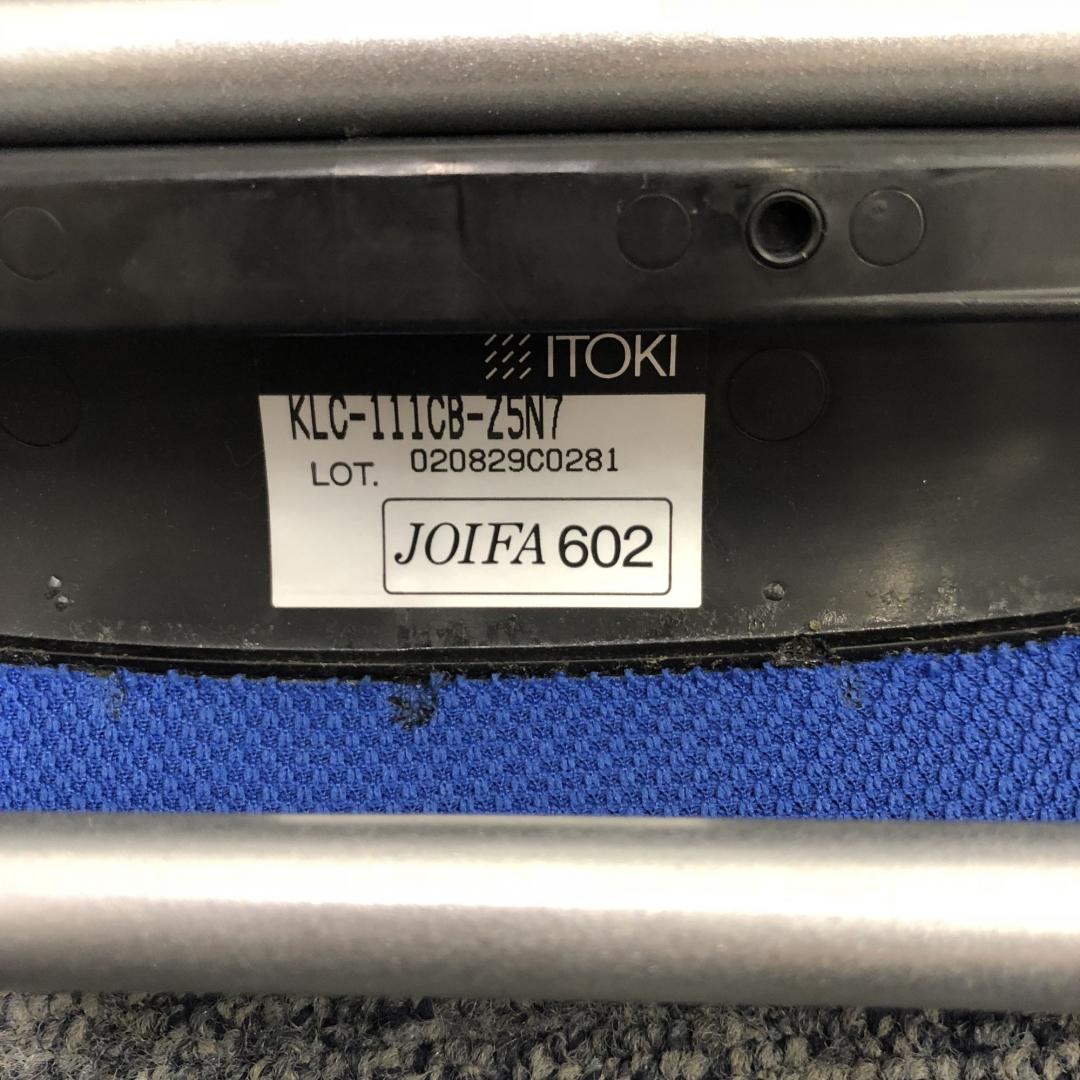 ITOKI
KLC-111CB-Z5N7
LOT. 020829C0281
JOIFA 602